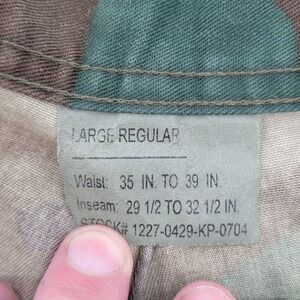 LARGE REGULAR
Waist: 35 IN. TO 39 IN.
Inseam: 29 1/2 TO 32 1/2 IN.
STOCK# 1227-0429-KP-0704